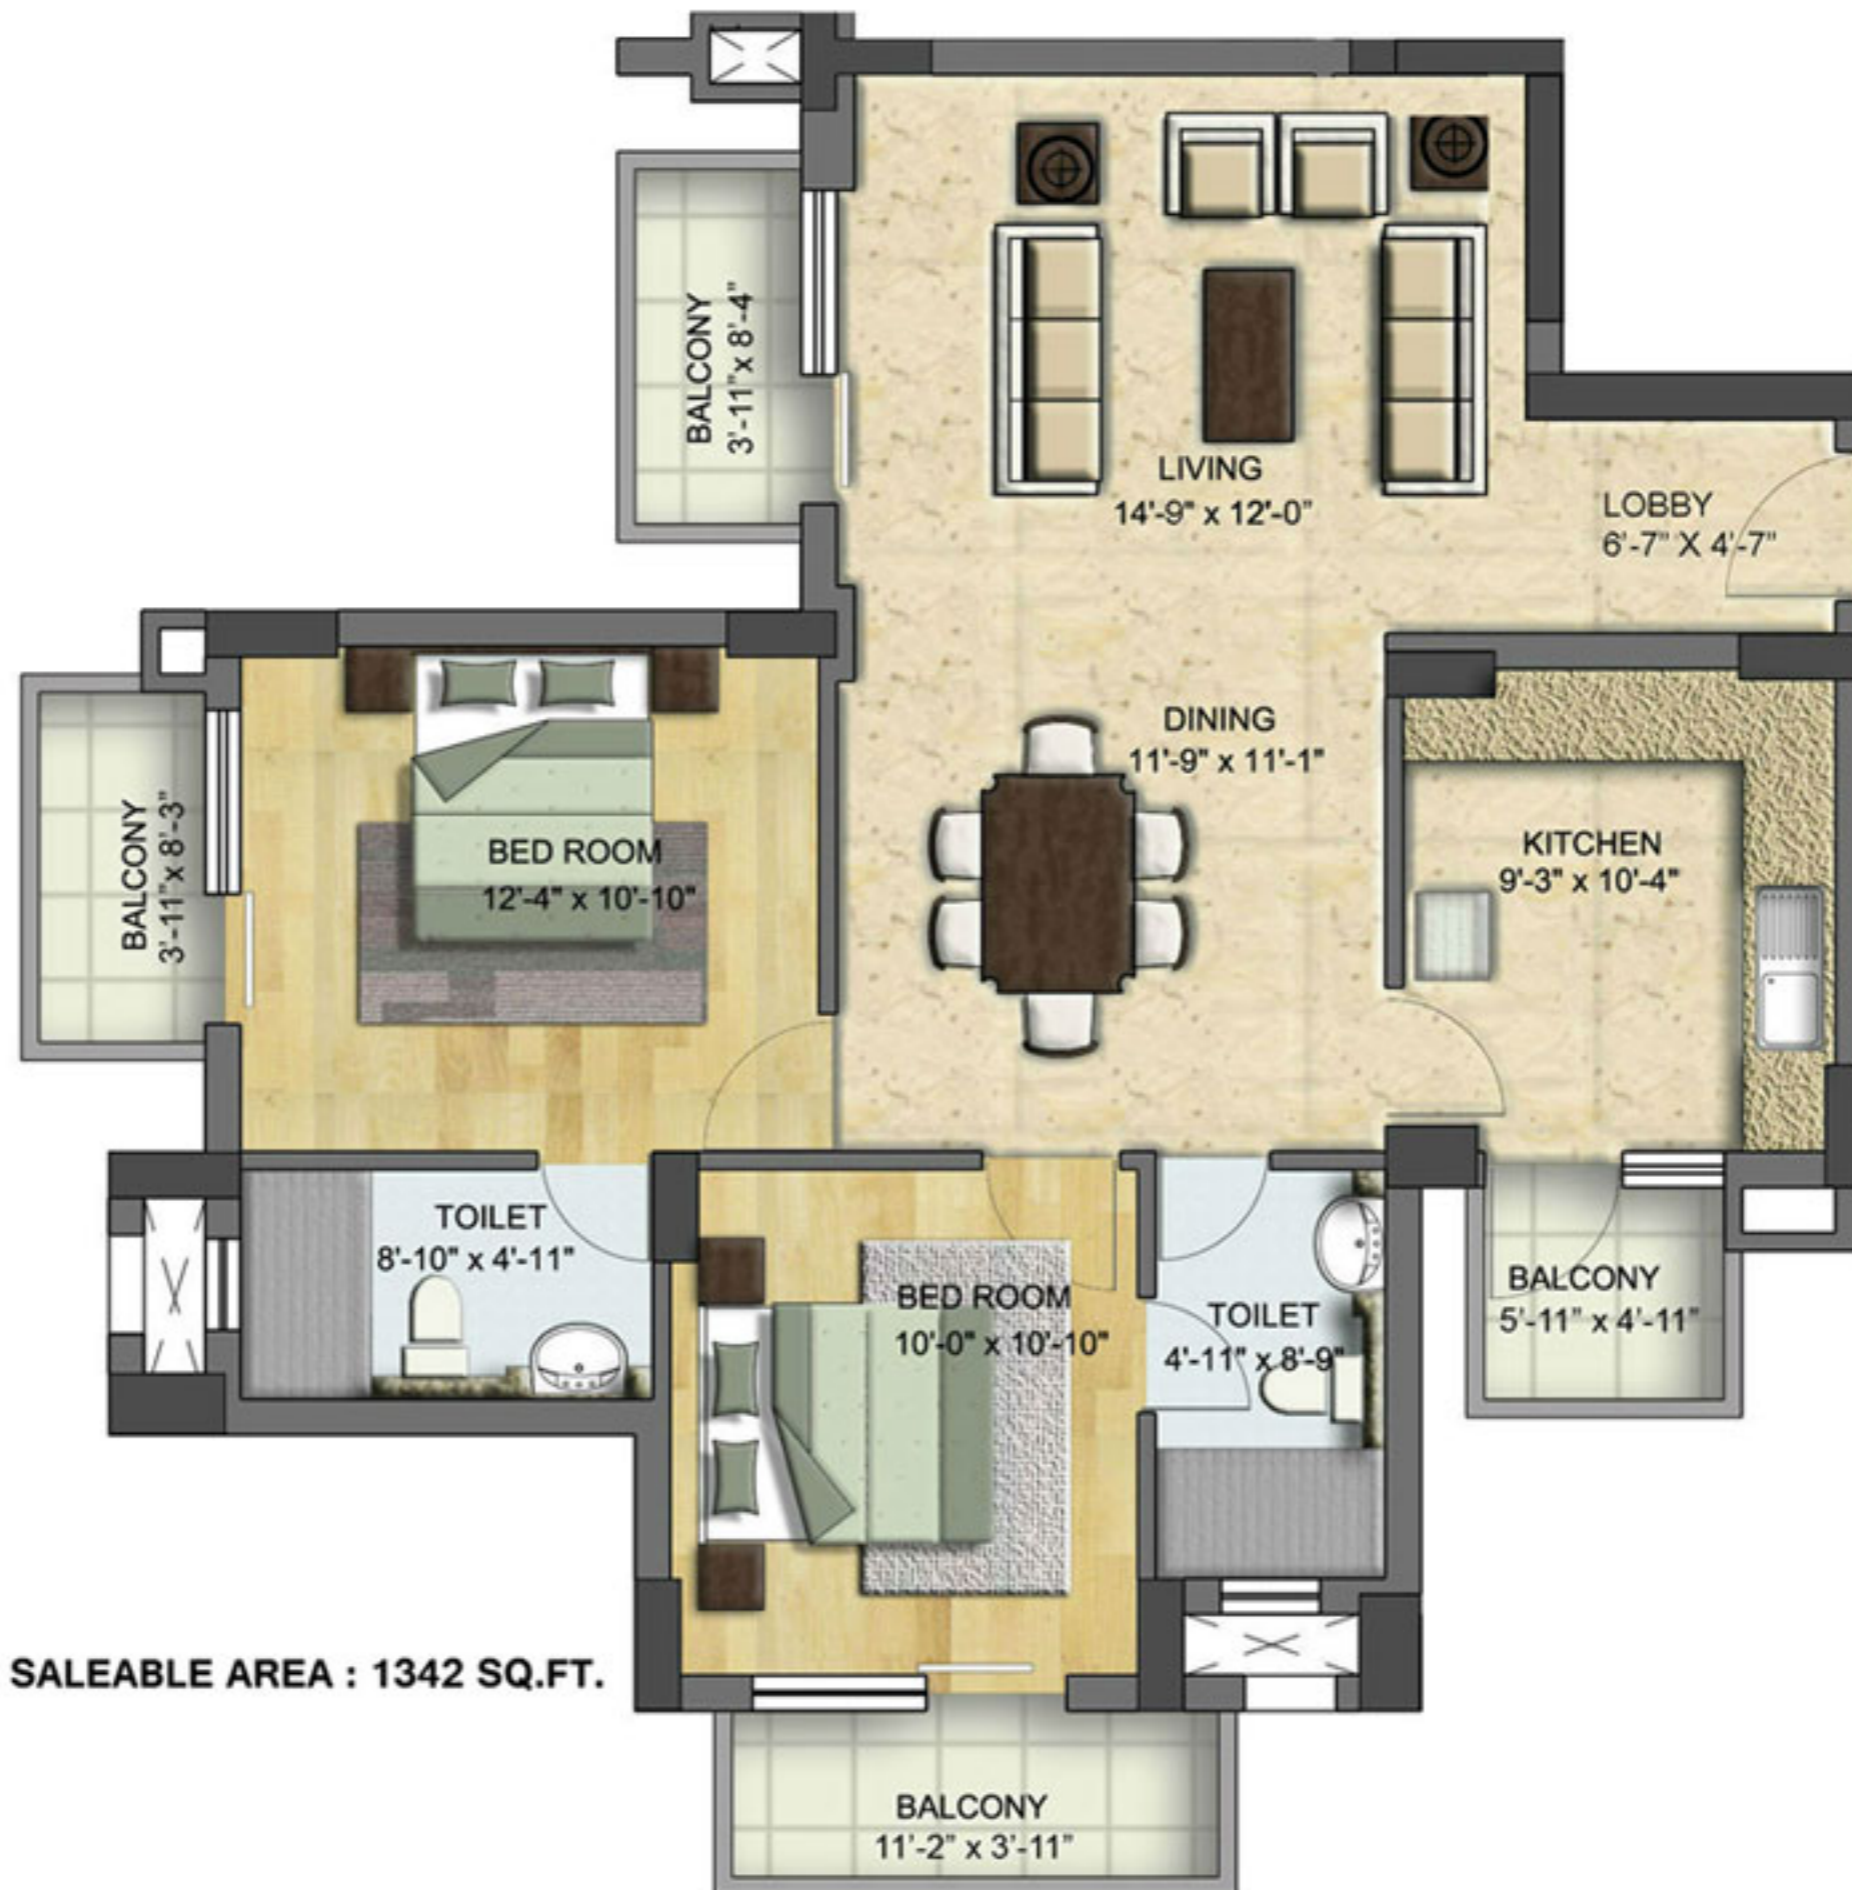 BALCONY
3'-11"x 8'-4"
LIVING
14'-9" x 12'-0"
LOBBY
6'-7" X 4'-7"
DINING
11'-9" x 11'-1"
BALCONY
3'-11"x 8'-3"
BED ROOM
12'-4" x 10'-10"
KITCHEN
9'-3" x 10'-4"
TOILET
8'-10" x 4'-11"
BED ROOM
10'-0" x 10'-10"
TOILET
4'-11" x 8'-9"
BALCONY
5'-11" x 4'-11"
SALEABLE AREA : 1342 SQ.FT.
BALCONY
11'-2" x 3'-11"